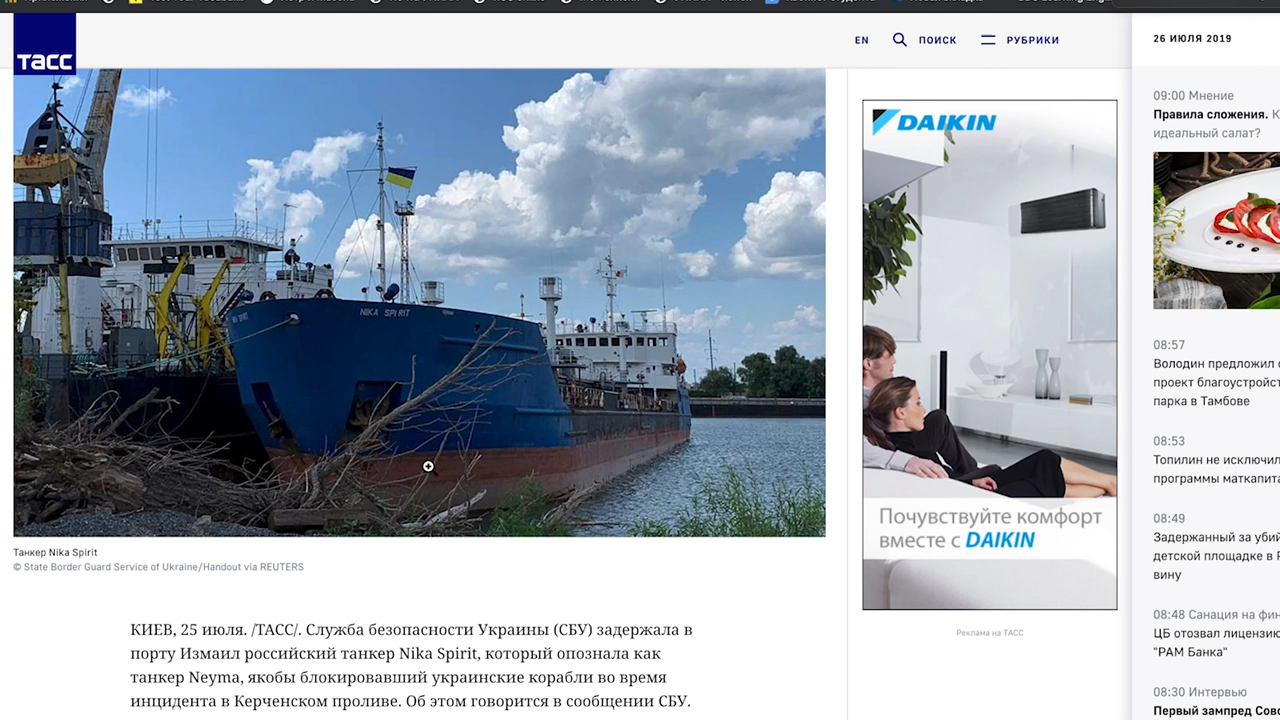 ТАСС
EN
ПОИСК
РУБРИКИ
26 ИЮЛЯ 2019
NIKA SPIRIT
Танкер Nika Spirit
© State Border Guard Service of Ukraine/Handout via REUTERS
КИЕВ, 25 июля. /ТАСС/. Служба безопасности Украины (СБУ) задержала в
порту Измаил российский танкер Nika Spirit, который опознала как
танкер Neyma, якобы блокировавший украинские корабли во время
инцидента в Керченском проливе. Об этом говорится в сообщении СБУ.
DAIKIN
Почувствуйте комфорт
вместе с DAIKIN
Реклама на ТАСС
09:00 Мнение
Правила сложения.
идеальный салат?
08:57
Володин предложил
проект благоустройст
парка в Тамбове
08:53
Топилин не исключил
программы маткапита
08:49
Задержанный за убий
детской площадке в
вину
08:48 Санация на фин
ЦБ отозвал лицензию
"РАМ Банка"
08:30 Интервью
Первый зампред Сов